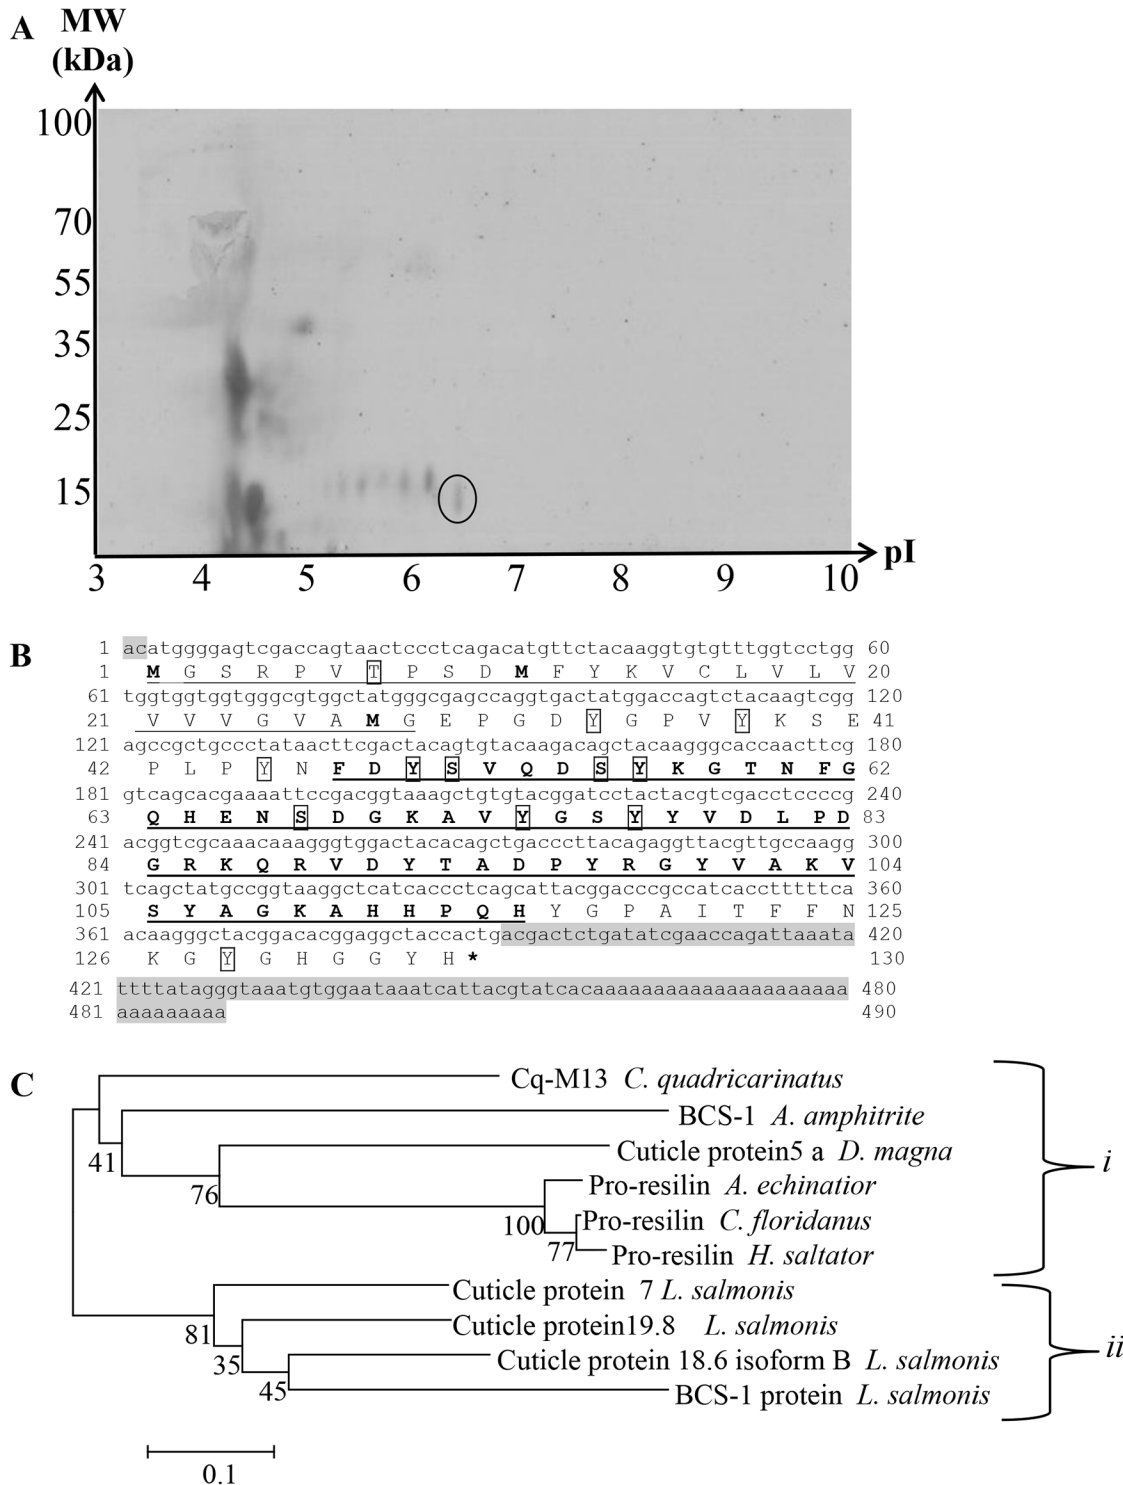 A MW
(kDa)
100
70
55
35
25
15
3 4 5 6 7 8 9 10 pI
B
1 acatggggagtcgaccagtaactccctcagacatgttctacaaggtgtgtttggtcctgg 60
1 M G S R P V T P S D M F Y K V C L V L V 20
61 tggtggtggtgggcgtggctatgggcgagccaggtgactatggaccagtctacaagtcgg 120
21 V V V G V A M G E P G D Y G P V Y K S E 41
121 agccgctgccctataacttcgactacagtgtacaagacagctacaagggcaccaacttcg 180
42 P L P Y N F D Y S V Q D S Y K G T N F G 62
181 gtcagcacgaaaattccgacggtaaagctgtgtacggatcctactacgtcgacctccccg 240
63 Q H E N S D G K A V Y G S Y Y V D L P D 83
241 acggtcgcaaacaaagggtggactacactgctgacccttacagaggttacgttgccaagg 300
84 G R K Q R V D Y T A D P Y R G Y V A K V 104
301 tcagctatgccggtaaggctcatcaccctcagcattacggacccgccatcacctttttca 360
105 S Y A G K A H H P Q H Y G P A I T F F N 125
361 acaagggctacggacacggaggctaccactgacgactctgatatcgaaccagattaaata 420
126 K G Y G H G G Y H * 130
421 ttttatagggtaaatgtggaataaatcattacgtatcacaaaaaaaaaaaaaaaaaaaaa 480
481 aaaaaaaaa 490
C
Cq-M13 C. quadricarinatus
BCS-1 A. amphitrite
41
Cuticle protein5 a D. magna
76
Pro-resilin A. echinatior
100
Pro-resilin C. floridanus
77
Pro-resilin H. saltator
i
Cuticle protein 7 L. salmonis
81
Cuticle protein19.8 L. salmonis
35
Cuticle protein 18.6 isoform B L. salmonis
45
BCS-1 protein L. salmonis
ii
0.1